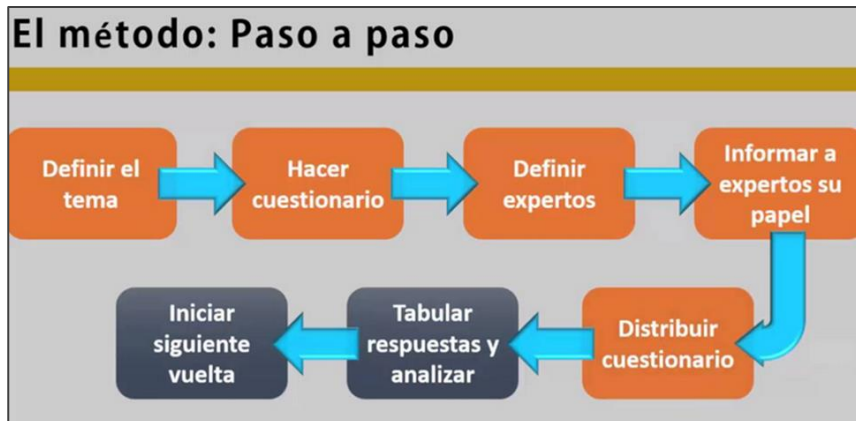 El método: Paso a paso
Definir el
tema
Hacer
cuestionario
Definir
expertos
Informar a
expertos su
papel
Distribuir
cuestionario
Tabular
respuestas y
analizar
Iniciar
siguiente
vuelta